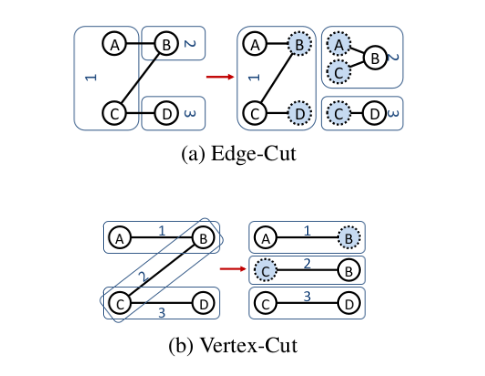 A B 2 A B A B 2
1 1 C
C D 3 C D C D 3
(a) Edge-Cut
A 1 B A 1 B
2 C 2 B
C 3 D C 3 D
(b) Vertex-Cut